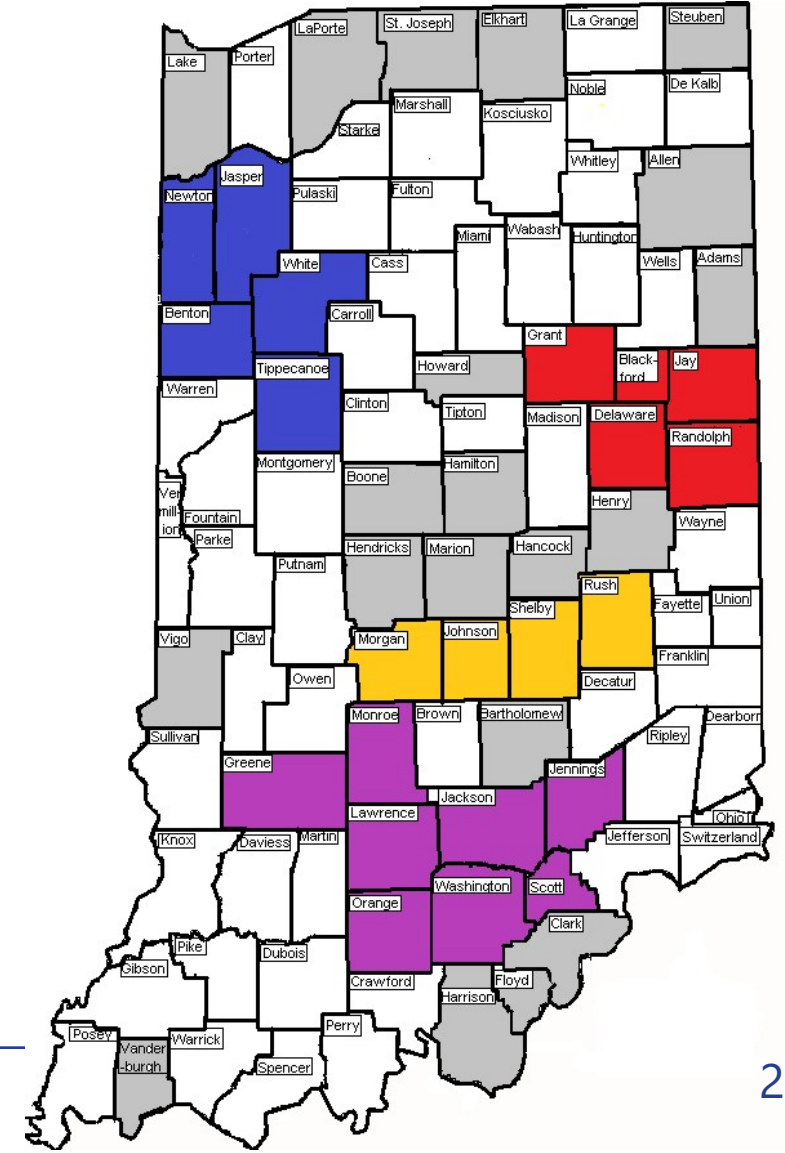 LaPorte
St. Joseph
Elkhart
La Grange
Steuben
Lake
Porter
Noble
De Kalb
Marshall
Kosciusko
Starke
Whitley
Allen
Jasper
Newton
Pulaski
Fulton
Miami
Wabash
Huntington
White
Cass
Wells
Adams
Benton
Carroll
Grant
Black-
ford
Jay
Tippecanoe
Howard
Warren
Clinton
Tipton
Madison
Delaware
Randolph
Montgomery
Boone
Hamilton
Ver
mill-
ion
Fountain
Henry
Wayne
Parke
Hendricks
Marion
Hancock
Putnam
Rush
Shelby
Fayette
Union
Vigo
Clay
Morgan
Johnson
Franklin
Owen
Decatur
Monroe
Brown
Bartholomew
Dearborn
Sullivan
Ripley
Greene
Jennings
Jackson
Lawrence
Ohio
Knox
Daviess
Martin
Jefferson
Switzerland
Washington
Scott
Orange
Clark
Pike
Dubois
Gibson
Crawford
Floyd
Harrison
Posey
Vander
-burgh
Warrick
Perry
Spencer
2